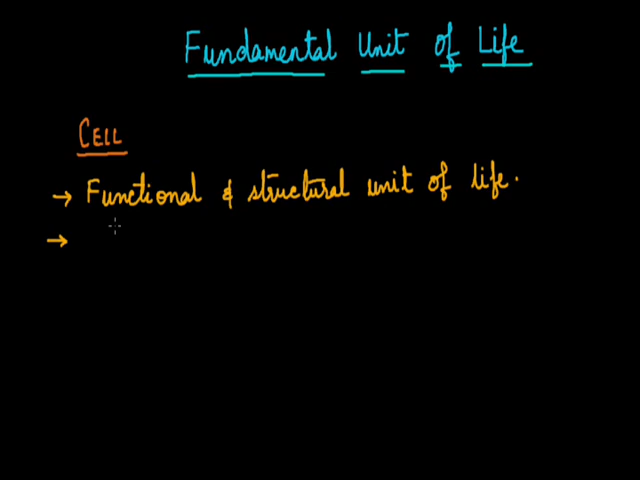 Fundamental Unit of Life
CELL
→ Functional & structural unit of life.
→